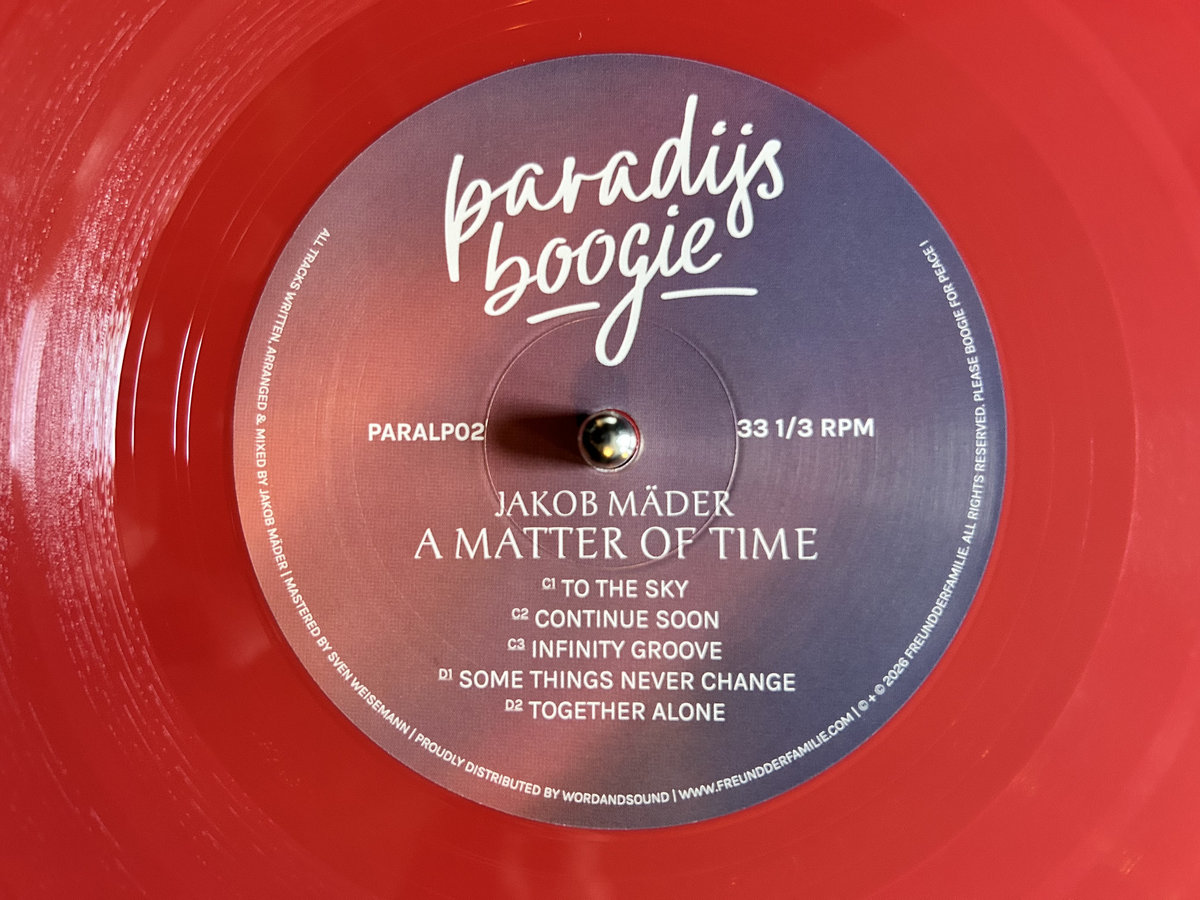 paradijs
boogie
PARALP02
33 1/3 RPM
JAKOB MÄDER
A MATTER OF TIME
C1 TO THE SKY
C2 CONTINUE SOON
C3 INFINITY GROOVE
D1 SOME THINGS NEVER CHANGE
D2 TOGETHER ALONE
ALL TRACKS WRITTEN, ARRANGED & MIXED BY JAKOB MÄDER | MASTERED BY SVEN WEISEMANN | PROUDLY DISTRIBUTED BY WORDANDSOUND | WWW.FREUNDDERFAMILIE.COM | © + © 2026 FREUNDDERFAMILIE. ALL RIGHTS RESERVED. PLEASE BOOGIE FOR PEACE!